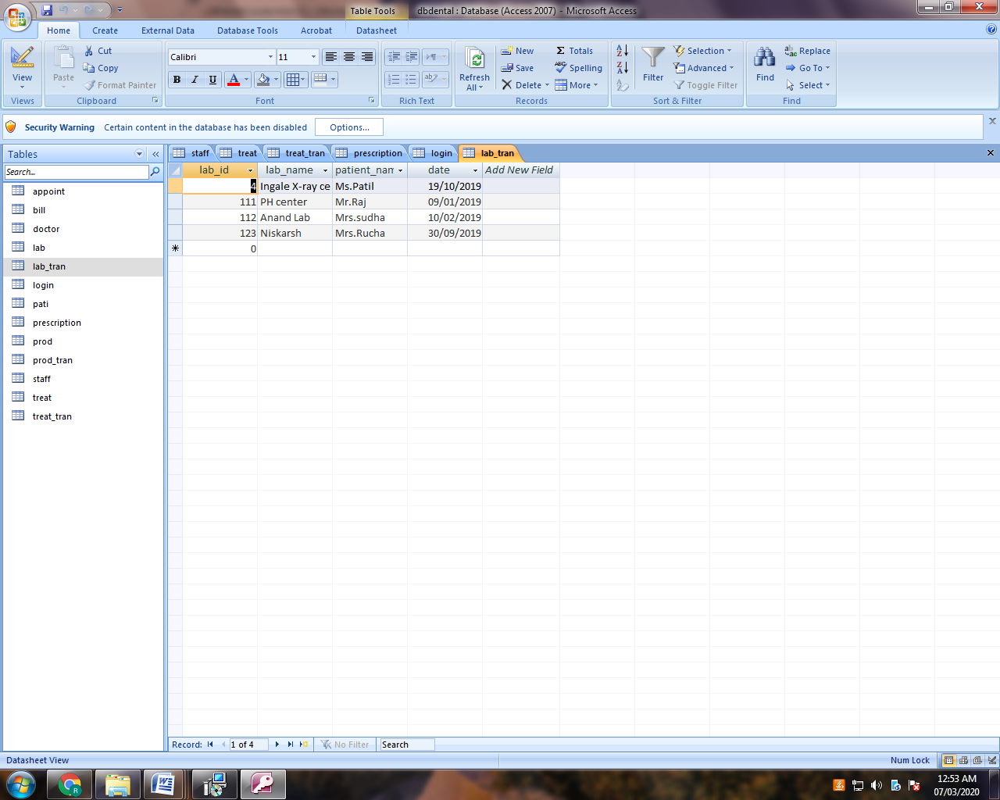 Table Tools dbdental : Database (Access 2007) - Microsoft Access
Home Create External Data Database Tools Acrobat Datasheet
View
Views
Paste
Cut
Copy
Format Painter
Clipboard
Calibri 11
B I U A
Font
Rich Text
Refresh
All
New
Save
Delete
Σ Totals
Spelling
More
Records
Filter
Selection
Advanced
Toggle Filter
Sort & Filter
Find
Replace
Go To
Select
Find
Security Warning Certain content in the database has been disabled Options...
Tables
Search...
appoint
bill
doctor
lab
lab_tran
login
pati
prescription
prod
prod_tran
staff
treat
treat_tran
staff treat treat_tran prescription login lab_tran
lab_id lab_name patient_nam date Add New Field
4 Ingale X-ray ce Ms.Patil 19/10/2019
111 PH center Mr.Raj 09/01/2019
112 Anand Lab Mrs.sudha 10/02/2019
123 Niskarsh Mrs.Rucha 30/09/2019
0
Record: 1 of 4 No Filter Search
Datasheet View Num Lock
12:53 AM
07/03/2020